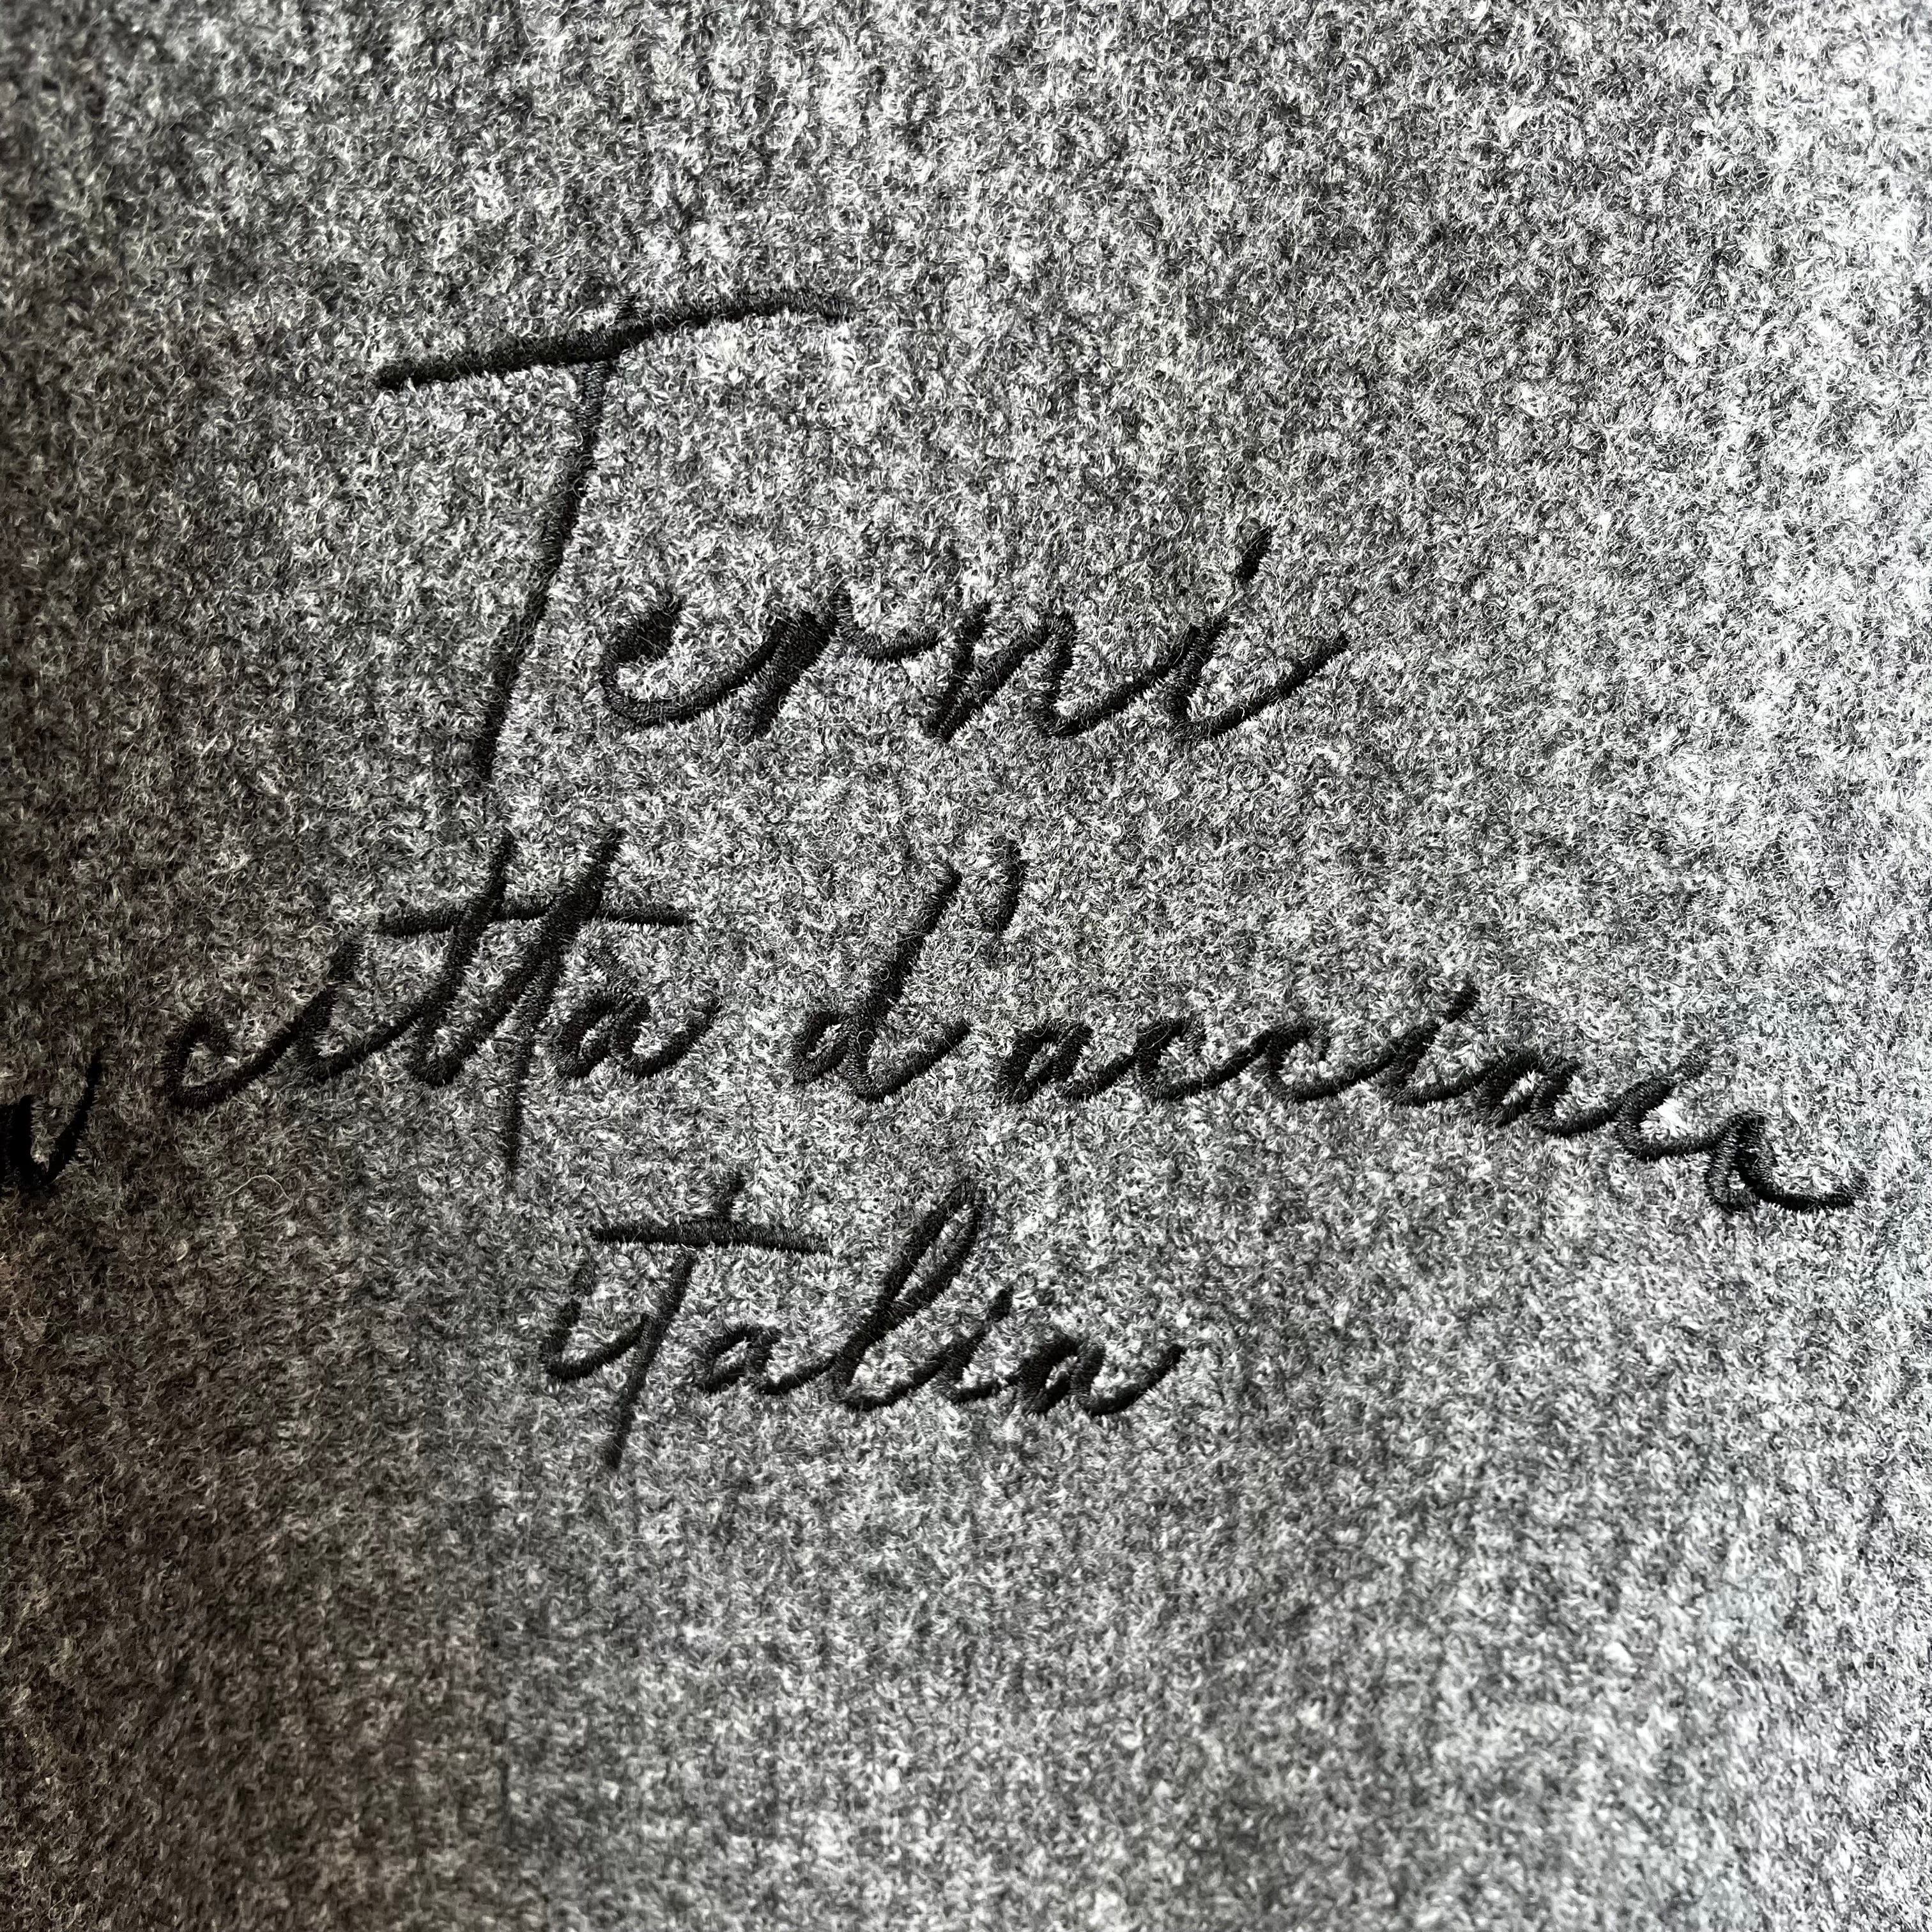 Terni
città d'acciaio
italia